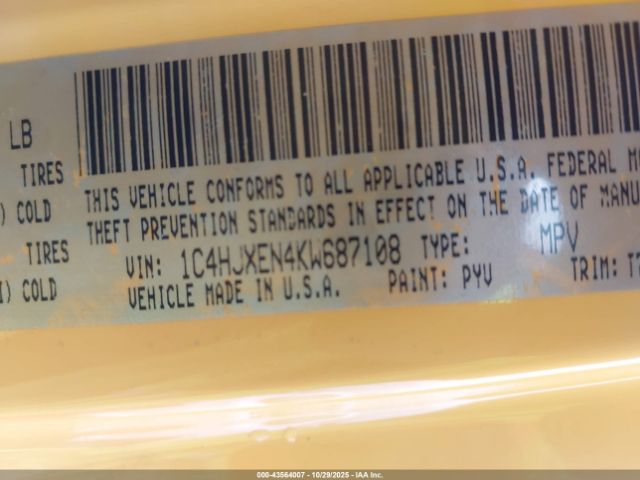 LB
TIRES
) COLD
TIRES
I) COLD
THIS VEHICLE CONFORMS TO ALL APPLICABLE U.S.A. FEDERAL M
THEFT PREVENTION STANDARDS IN EFFECT ON THE DATE OF MANU
VIN: 1C4HJXEN4KW687108 TYPE: MPV
VEHICLE MADE IN U.S.A. PAINT: PYV TRIM: T7
000-43564007 - 10/29/2025 - IAA Inc.